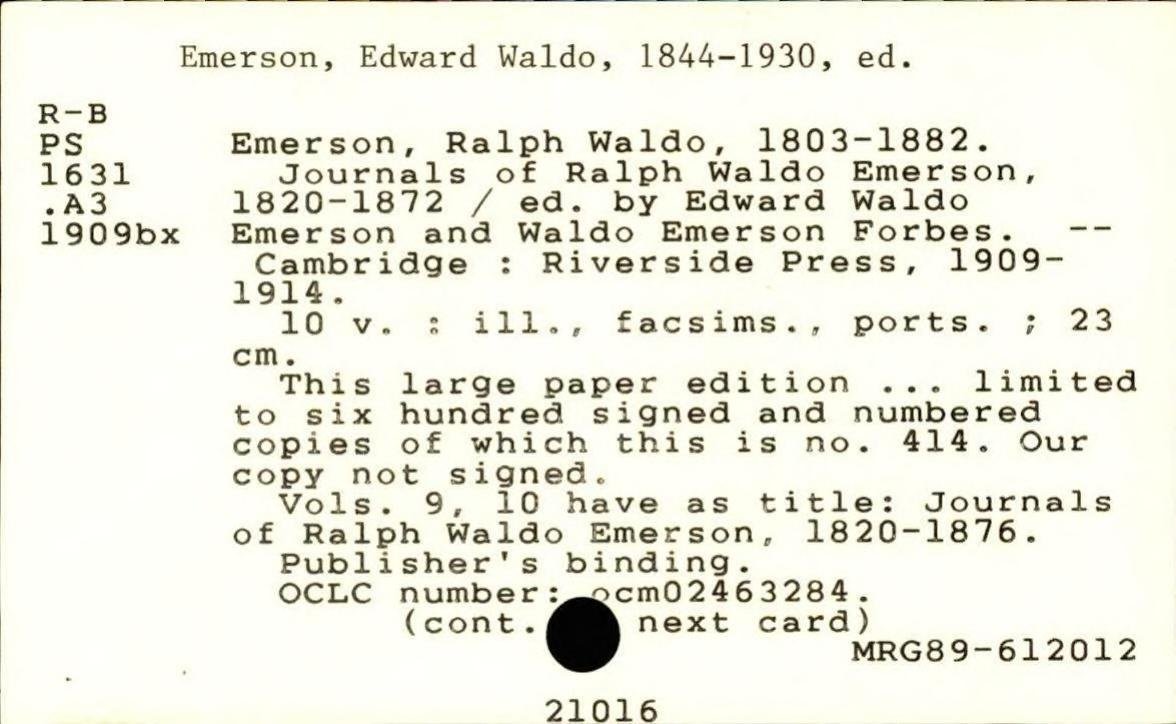 Emerson, Edward Waldo, 1844-1930, ed.
R-B
PS Emerson, Ralph Waldo, 1803-1882.
1631 Journals of Ralph Waldo Emerson,
.A3 1820-1872 / ed. by Edward Waldo
1909bx Emerson and Waldo Emerson Forbes. --
Cambridge : Riverside Press, 1909-
1914.
10 v. : ill., facsims., ports. ; 23
cm.
This large paper edition ... limited
to six hundred signed and numbered
copies of which this is no. 414. Our
copy not signed.
Vols. 9, 10 have as title: Journals
of Ralph Waldo Emerson, 1820-1876.
Publisher's binding.
OCLC number: ocm02463284.
(cont. next card)
MRG89-612012
21016